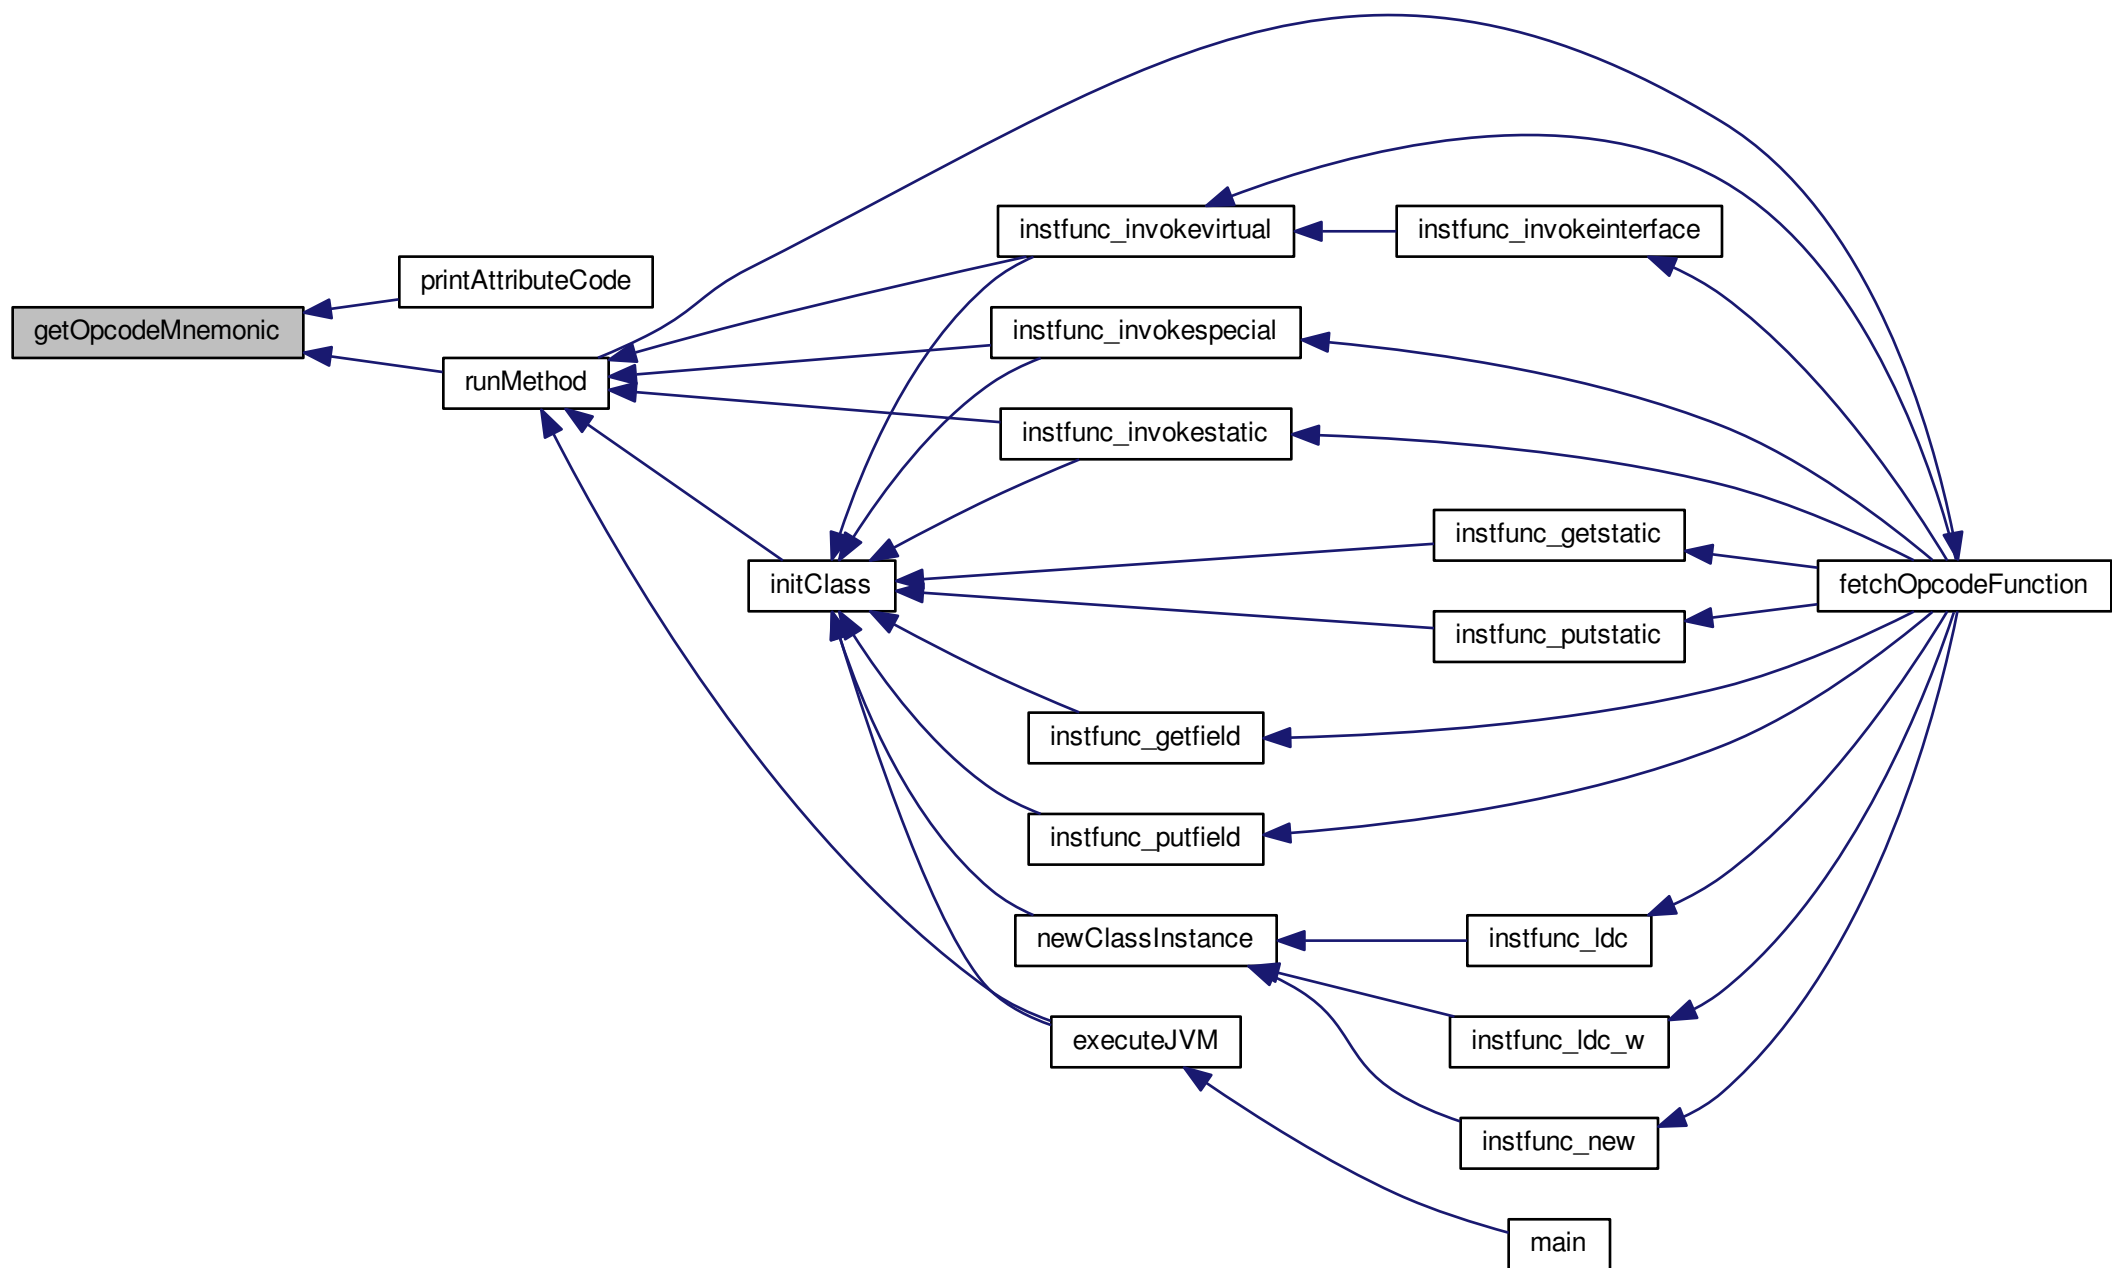 getOpcodeMnemonic
printAttributeCode
runMethod
instfunc_invokevirtual
instfunc_invokeinterface
instfunc_invokespecial
instfunc_invokestatic
initClass
instfunc_getstatic
instfunc_putstatic
fetchOpcodeFunction
instfunc_getfield
instfunc_putfield
newClassInstance
instfunc_ldc
instfunc_ldc_w
executeJVM
instfunc_new
main